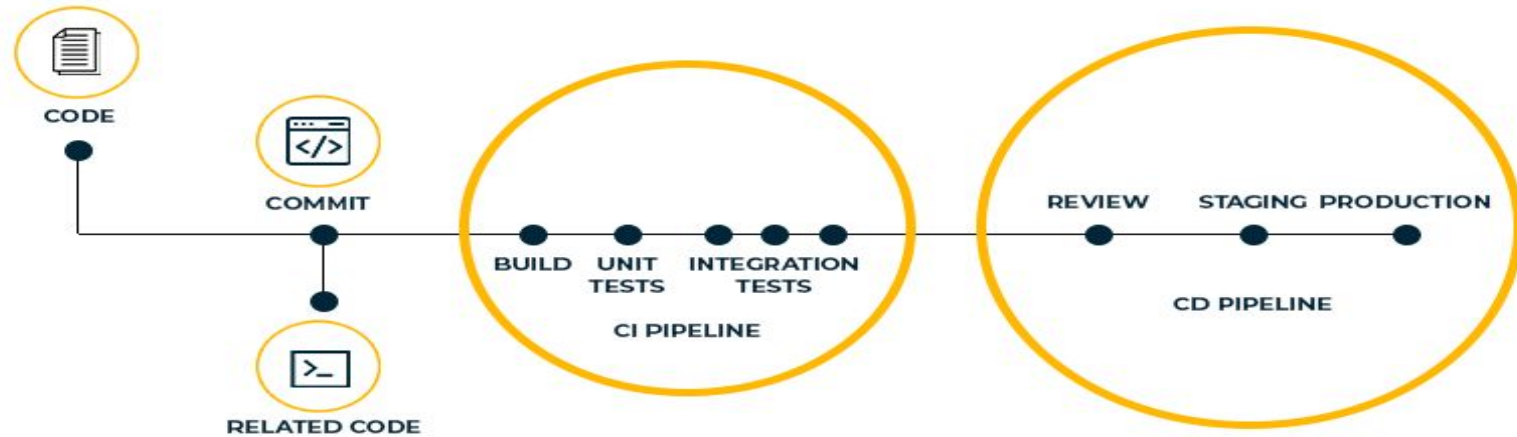 CODE
COMMIT
RELATED CODE
BUILD
UNIT
TESTS
INTEGRATION
TESTS
CI PIPELINE
REVIEW
STAGING
PRODUCTION
CD PIPELINE